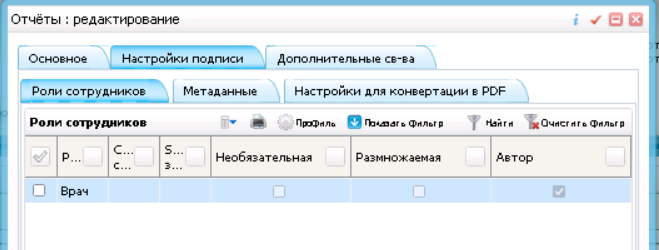 Отчёты : редактирование
Основное Настройки подписи Дополнительные св-ва
Роли сотрудников Метаданные Настройки для конвертации в PDF
Роли сотрудников Профиль Показать фильтр Найти Очистить фильтр
Р... С... с... S... з... Необязательная Размножаемая Автор
Врач